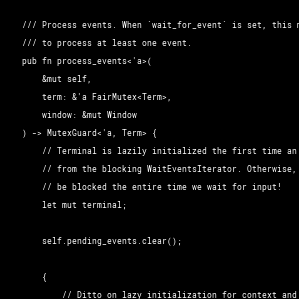 /// Process events. When `wait_for_event` is set, this
/// to process at least one event.
pub fn process_events<'a>(
&mut self,
term: &'a FairMutex<Term>,
window: &mut Window
) -> MutexGuard<'a, Term> {
// Terminal is lazily initialized the first time an
// from the blocking WaitEventsIterator. Otherwise,
// be blocked the entire time we wait for input!
let mut terminal;
self.pending_events.clear();
{
// Ditto on lazy initialization for context and